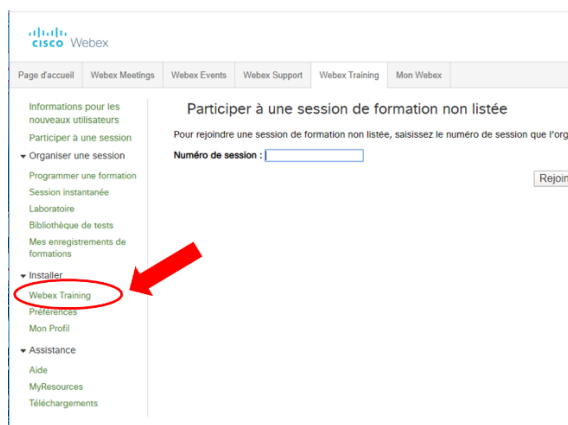 cisco Webex
Page d'accueil Webex Meetings Webex Events Webex Support Webex Training Mon Webex
Informations pour les
nouveaux utilisateurs
Participer à une session
Organiser une session
Programmer une formation
Session instantanée
Laboratoire
Bibliothèque de tests
Mes enregistrements de
formations
Installer
Webex Training
Préférences
Mon Profil
Assistance
Aide
MyResources
Téléchargements
Participer à une session de formation non listée
Pour rejoindre une session de formation non listée, saisissez le numéro de session que l'org
Numéro de session :
Rejoin